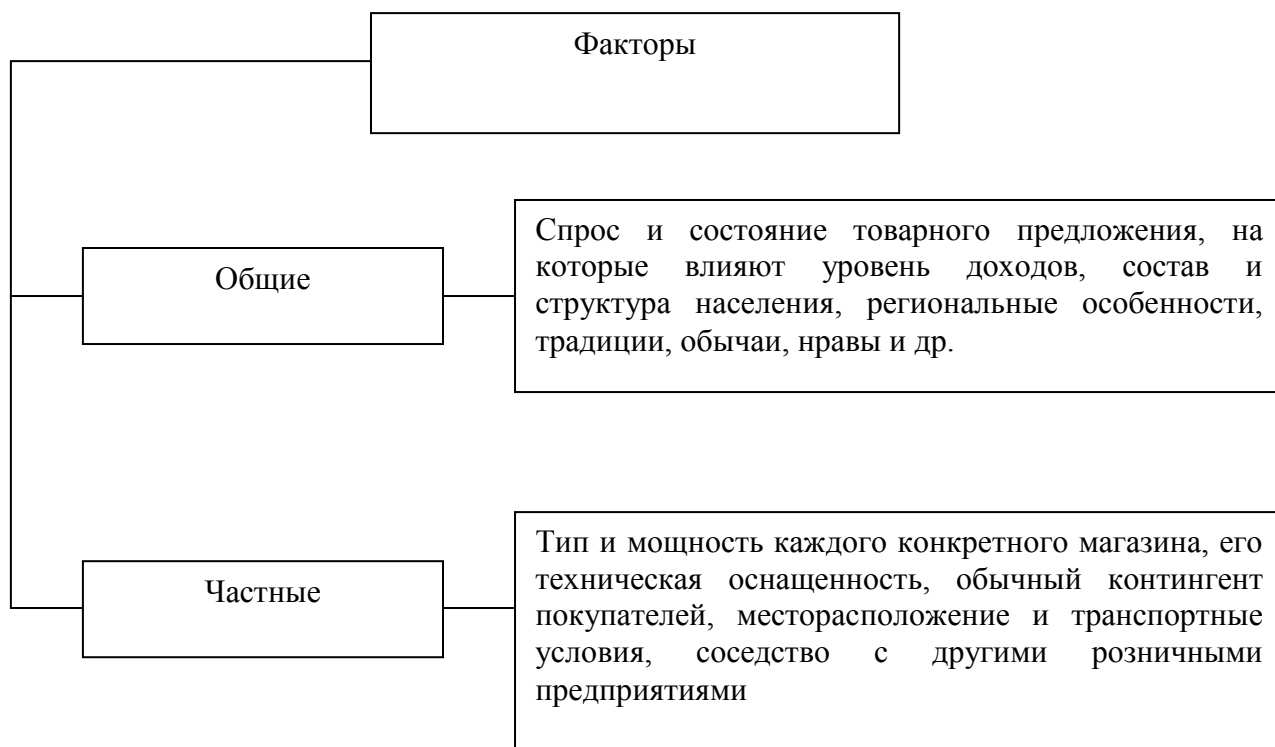 Факторы
Общие
Спрос и состояние товарного предложения, на
которые влияют уровень доходов, состав и
структура населения, региональные особенности,
традиции, обычаи, нравы и др.
Частные
Тип и мощность каждого конкретного магазина, его
техническая оснащенность, обычный контингент
покупателей, месторасположение и транспортные
условия, соседство с другими розничными
предприятиями